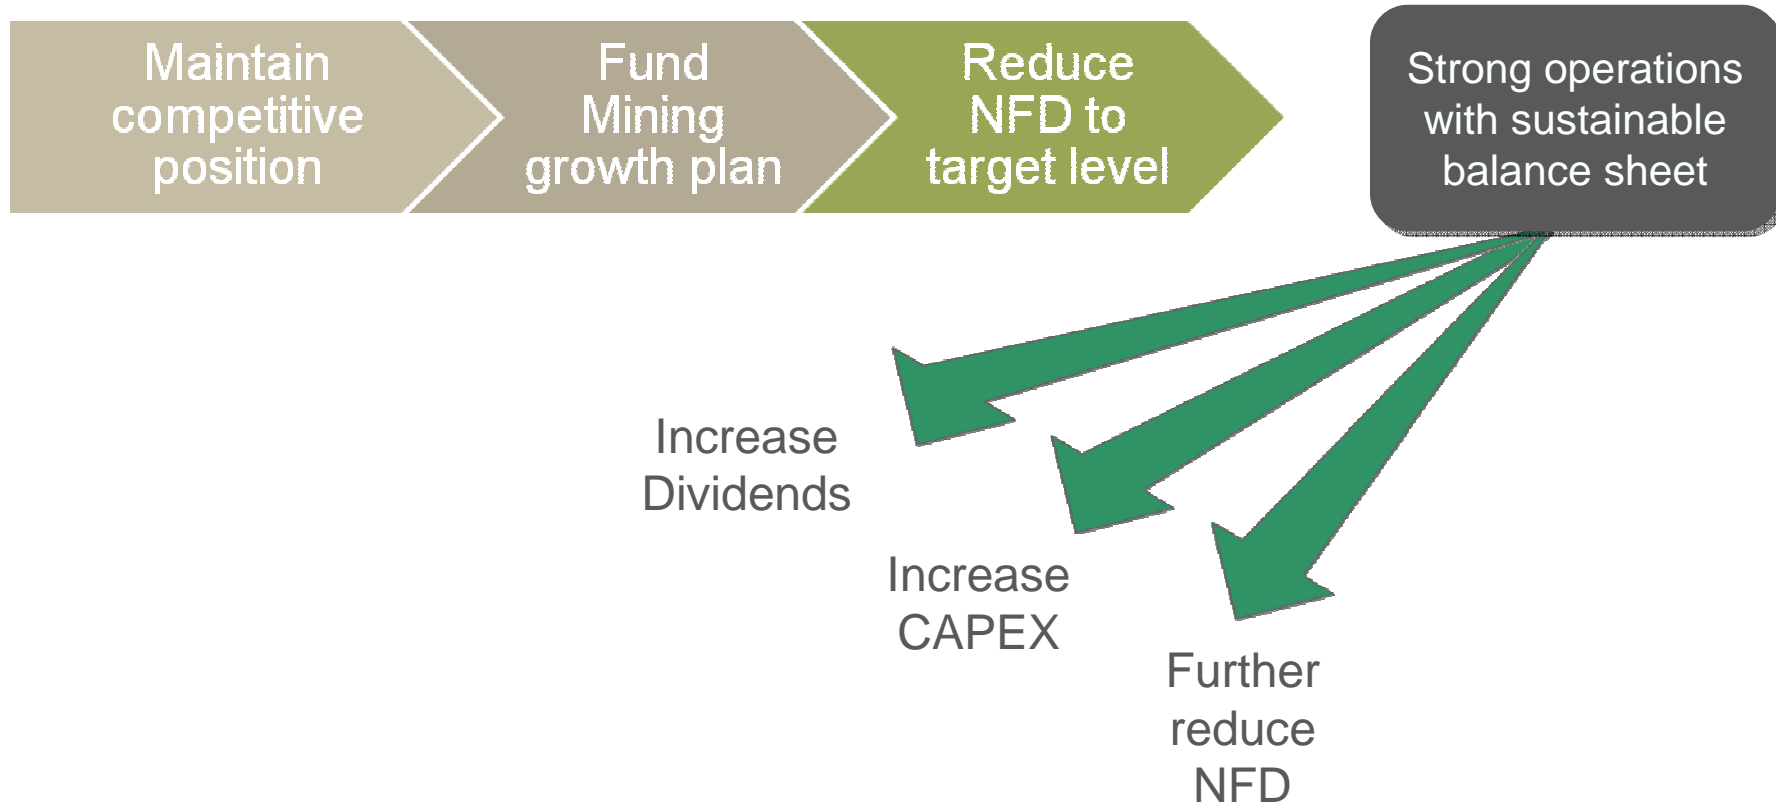 Maintain
competitive
position
Fund
Mining
growth plan
Reduce
NFD to
target level
Strong operations
with sustainable
balance sheet
Increase
Dividends
Increase
CAPEX
Further
reduce
NFD